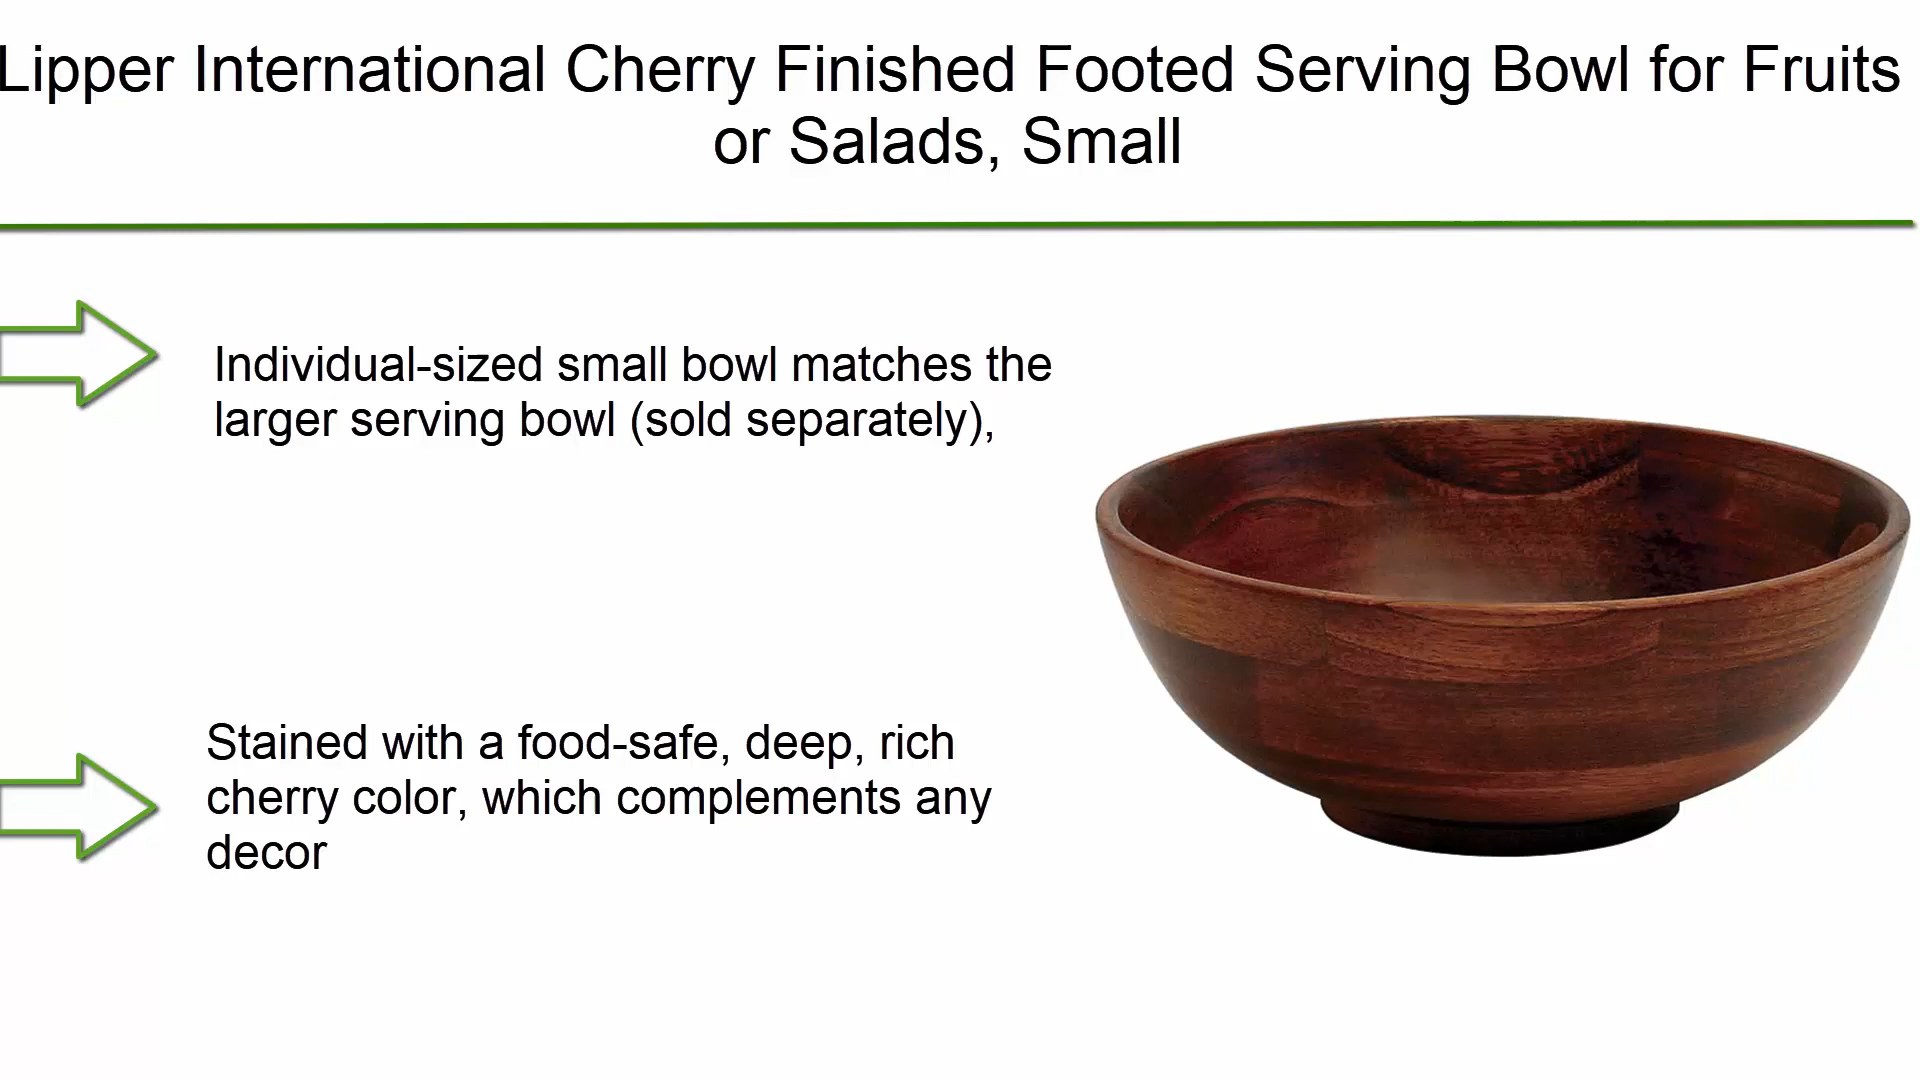 Lipper International Cherry Finished Footed Serving Bowl for Fruits
or Salads, Small
Individual-sized small bowl matches the
larger serving bowl (sold separately),
Stained with a food-safe, deep, rich
cherry color, which complements any
decor